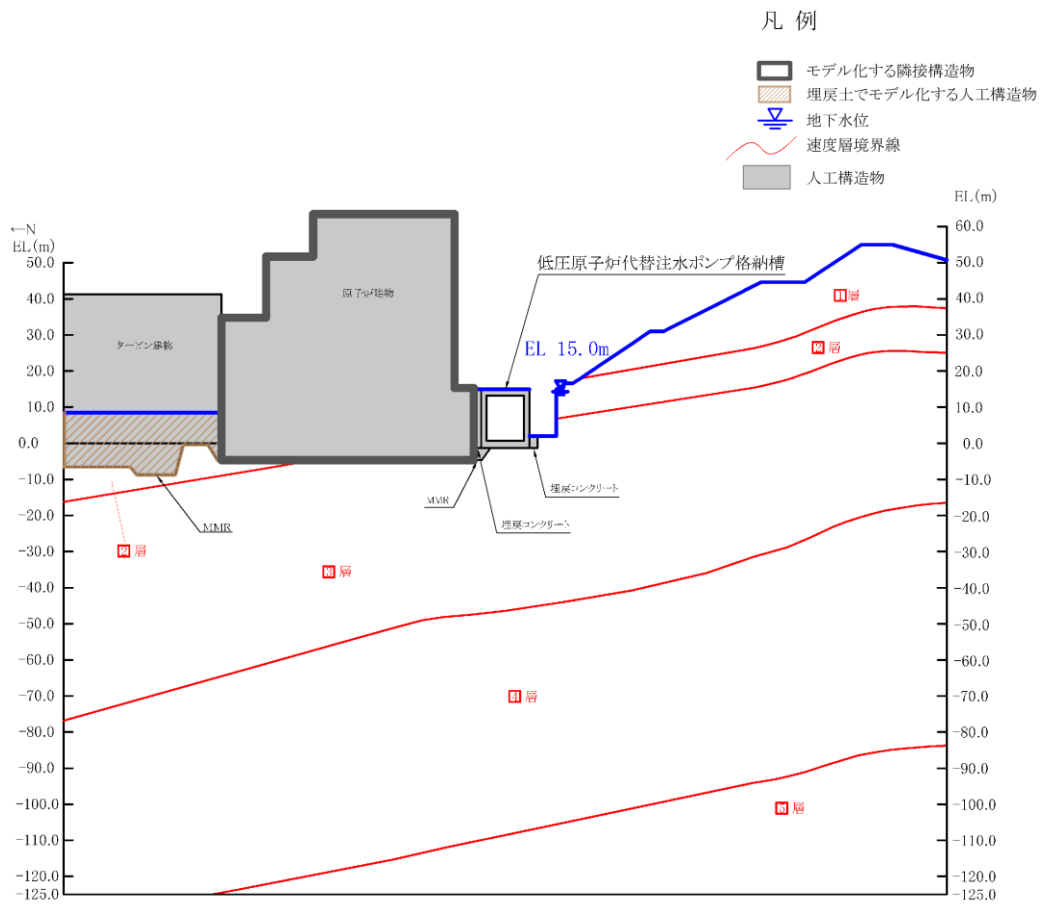 凡 例
モデル化する隣接構造物
埋戻土でモデル化する人工構造物
地下水位
速度層境界線
人工構造物
←N
EL(m)
EL(m)
60.0
50.0
50.0
40.0
40.0
30.0
30.0
20.0
20.0
10.0
10.0
0.0
0.0
-10.0
-10.0
-20.0
-20.0
-30.0
-30.0
-40.0
-40.0
-50.0
-50.0
-60.0
-60.0
-70.0
-70.0
-80.0
-80.0
-90.0
-90.0
-100.0
-100.0
-110.0
-110.0
-120.0
-120.0
-125.0
-125.0
低圧原子炉代替注水ポンプ格納槽
原子炉建物
タービン建物
EL 15.0m
1層
2層
埋戻コンクリート
MMR
埋戻コンクリート
MMR
2層
3層
4層
5層